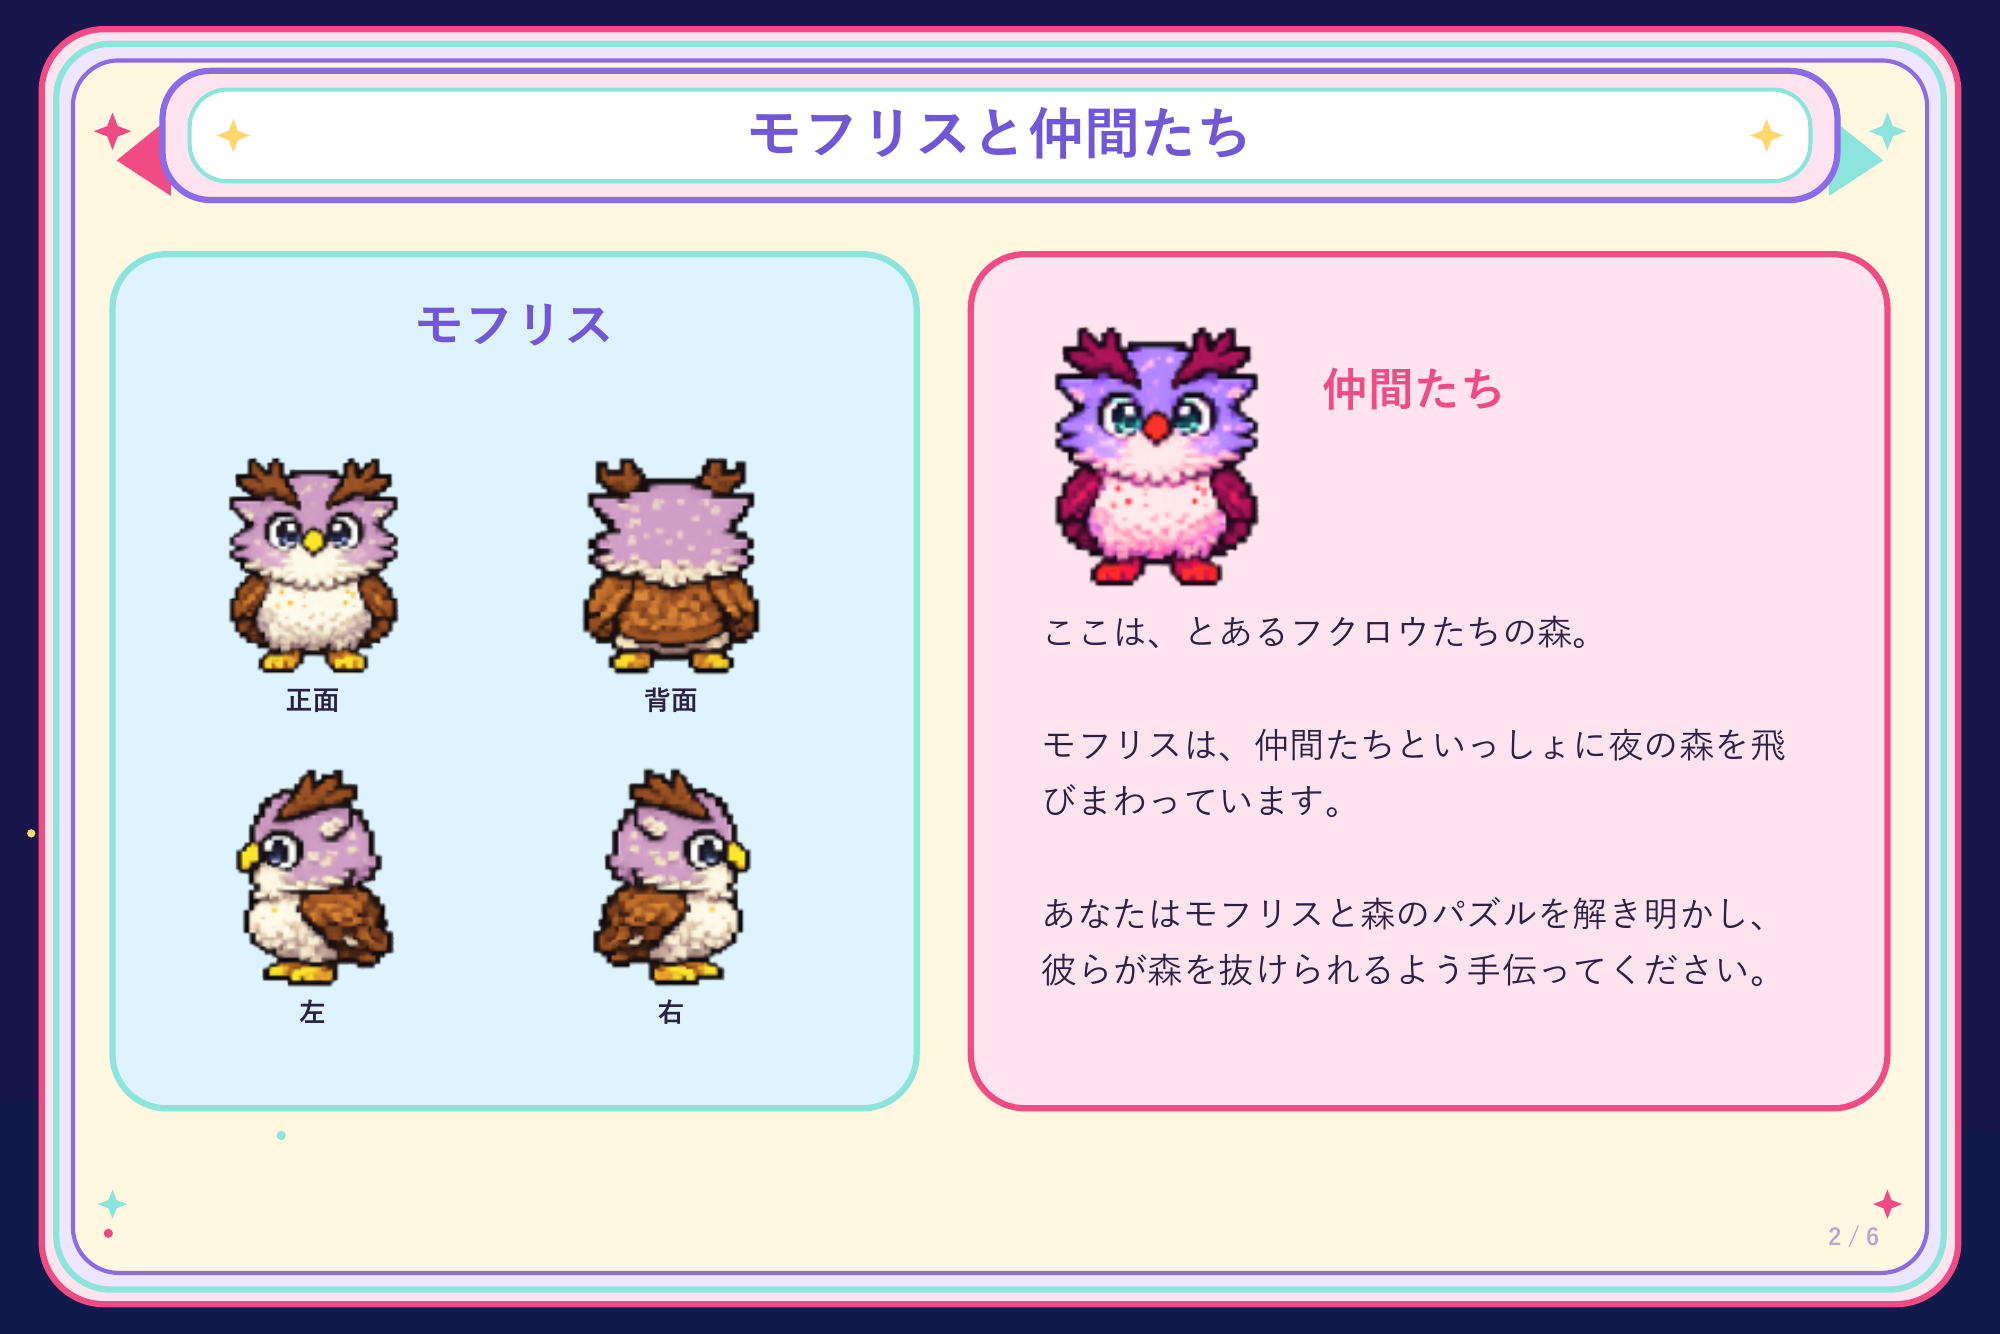 モフリスと仲間たち
モフリス
正面
背面
左
右
仲間たち
ここは、とあるフクロウたちの森。
モフリスは、仲間たちといっしょに夜の森を飛
びまわっています。
あなたはモフリスと森のパズルを解き明かし、
彼らが森を抜けられるよう手伝ってください。
2 / 6